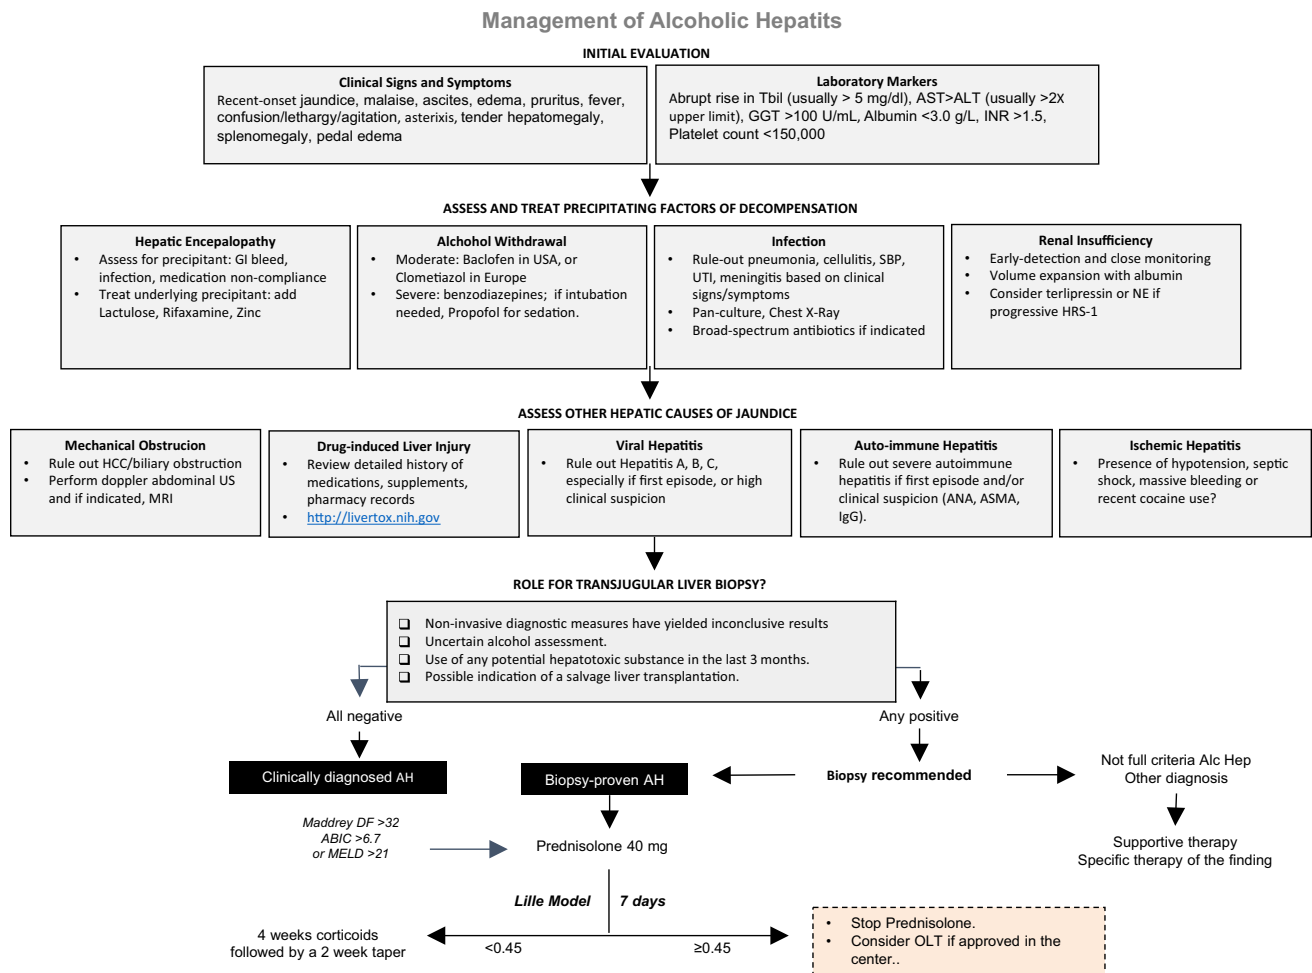 Management of Alcoholic Hepatits
INITIAL EVALUATION
Clinical Signs and Symptoms
Recent-onset jaundice, malaise, ascites, edema, pruritus, fever,
confusion/lethargy/agitation, asterixis, tender hepatomegaly,
splenomegaly, pedal edema
Laboratory Markers
Abrupt rise in Tbil (usually > 5 mg/dl), AST>ALT (usually >2X
upper limit), GGT >100 U/mL, Albumin <3.0 g/L, INR >1.5,
Platelet count <150,000
ASSESS AND TREAT PRECIPITATING FACTORS OF DECOMPENSATION
Hepatic Encepalopathy
• Assess for precipitant: GI bleed,
infection, medication non-compliance
• Treat underlying precipitant: add
Lactulose, Rifaxamine, Zinc
Alchohol Withdrawal
• Moderate: Baclofen in USA, or
Clometiazol in Europe
• Severe: benzodiazepines; if intubation
needed, Propofol for sedation.
Infection
• Rule-out pneumonia, cellulitis, SBP,
UTI, meningitis based on clinical
signs/symptoms
• Pan-culture, Chest X-Ray
• Broad-spectrum antibiotics if indicated
Renal Insufficiency
• Early-detection and close monitoring
• Volume expansion with albumin
• Consider terlipressin or NE if
progressive HRS-1
ASSESS OTHER HEPATIC CAUSES OF JAUNDICE
Mechanical Obstrucion
• Rule out HCC/biliary obstruction
• Perform doppler abdominal US
and if indicated, MRI
Drug-induced Liver Injury
• Review detailed history of
medications, supplements,
pharmacy records
• http://livertox.nih.gov
Viral Hepatitis
• Rule out Hepatitis A, B, C,
especially if first episode, or high
clinical suspicion
Auto-immune Hepatitis
• Rule out severe autoimmune
hepatitis if first episode and/or
clinical suspicion (ANA, ASMA,
IgG).
Ischemic Hepatitis
• Presence of hypotension, septic
shock, massive bleeding or
recent cocaine use?
ROLE FOR TRANSJUGULAR LIVER BIOPSY?
❑ Non-invasive diagnostic measures have yielded inconclusive results
❑ Uncertain alcohol assessment.
❑ Use of any potential hepatotoxic substance in the last 3 months.
❑ Possible indication of a salvage liver transplantation.
All negative
Any positive
Clinically diagnosed AH
Biopsy-proven AH
Biopsy recommended
Not full criteria Alc Hep
Other diagnosis
Maddrey DF >32
ABIC >6.7
or MELD >21
Prednisolone 40 mg
Supportive therapy
Specific therapy of the finding
Lille Model 7 days
4 weeks corticoids
followed by a 2 week taper
<0.45
≥0.45
• Stop Prednisolone.
• Consider OLT if approved in the
center..